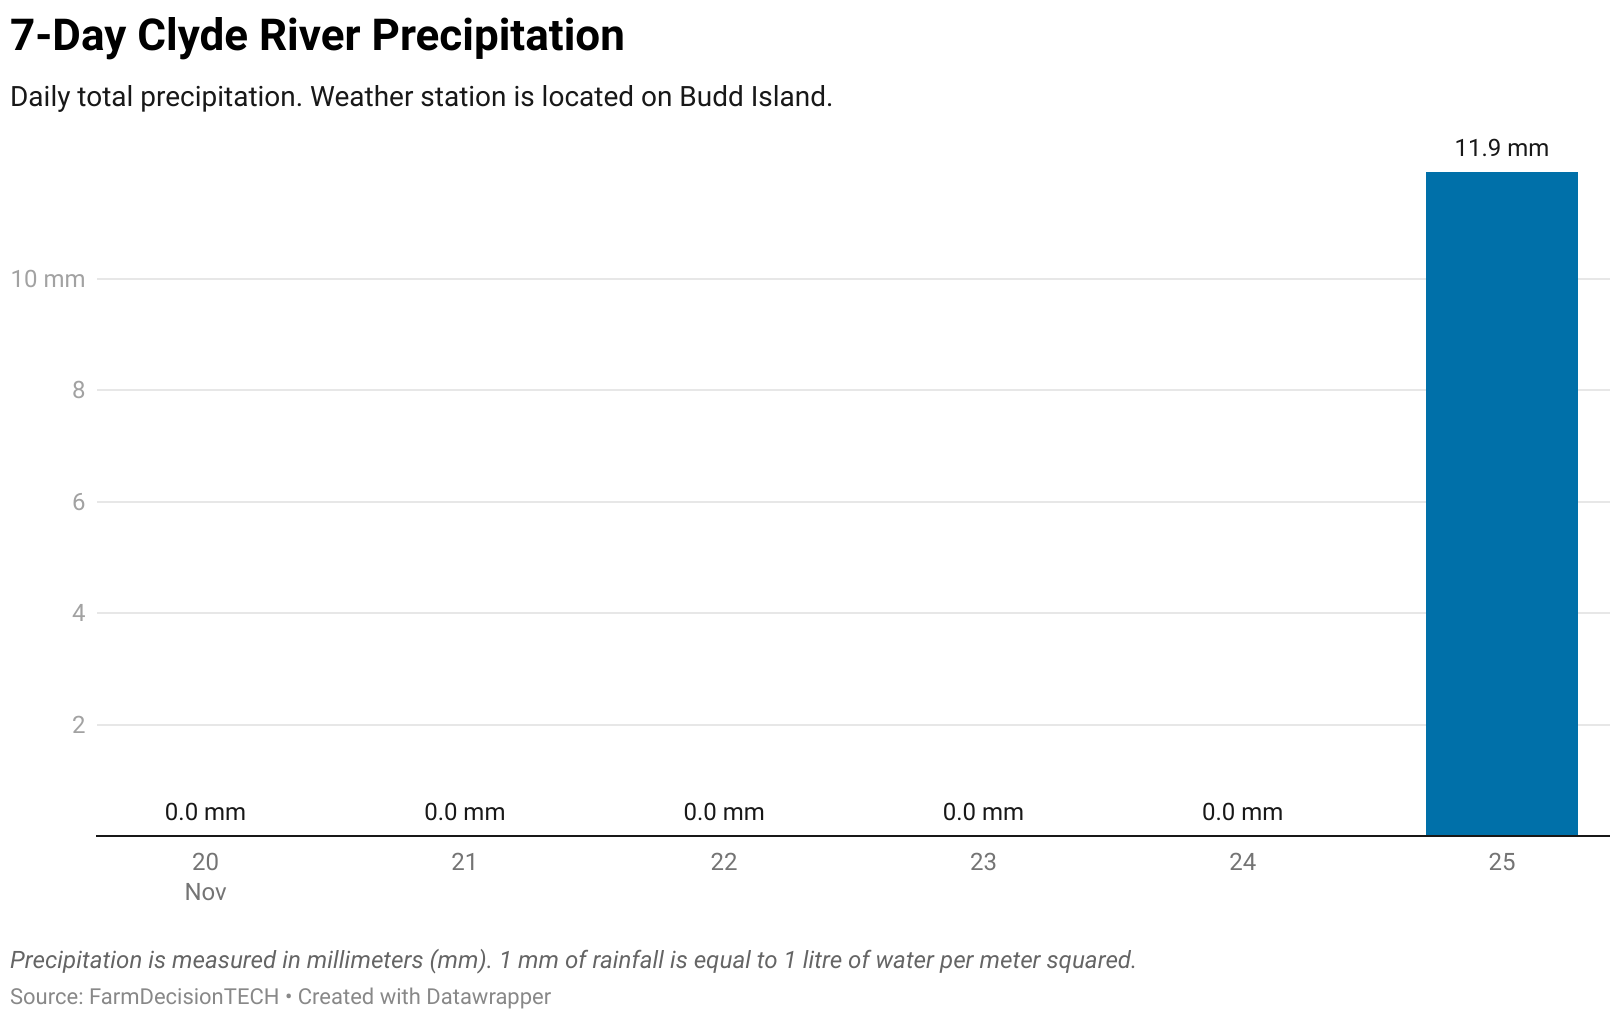 7-Day Clyde River Precipitation
Daily total precipitation. Weather station is located on Budd Island.
11.9 mm
10 mm
8
6
4
2
0.0 mm 0.0 mm 0.0 mm 0.0 mm 0.0 mm
20 21 22 23 24 25
Nov
Precipitation is measured in millimeters (mm). 1 mm of rainfall is equal to 1 litre of water per meter squared.
Source: FarmDecisionTECH • Created with Datawrapper